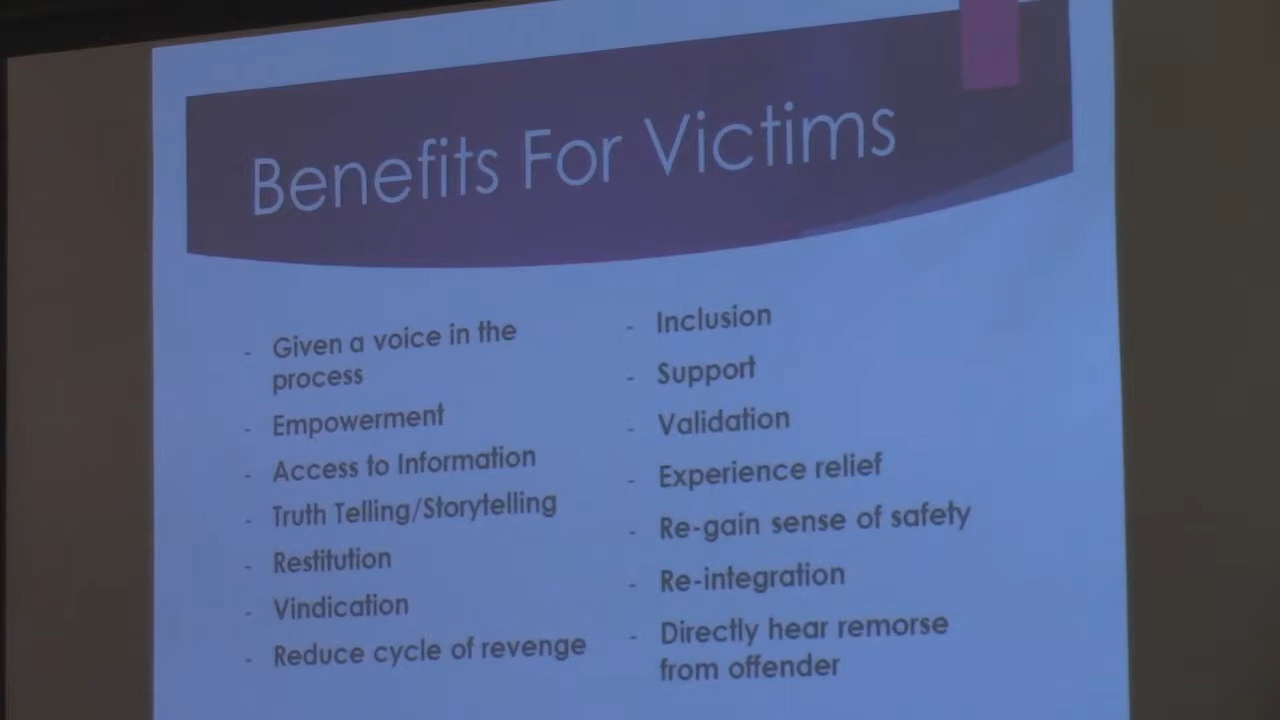 Benefits For Victims
- Given a voice in the
process
- Empowerment
- Access to Information
- Truth Telling/Storytelling
- Restitution
- Vindication
- Reduce cycle of revenge
- Inclusion
- Support
- Validation
- Experience relief
- Re-gain sense of safety
- Re-integration
- Directly hear remorse
from offender